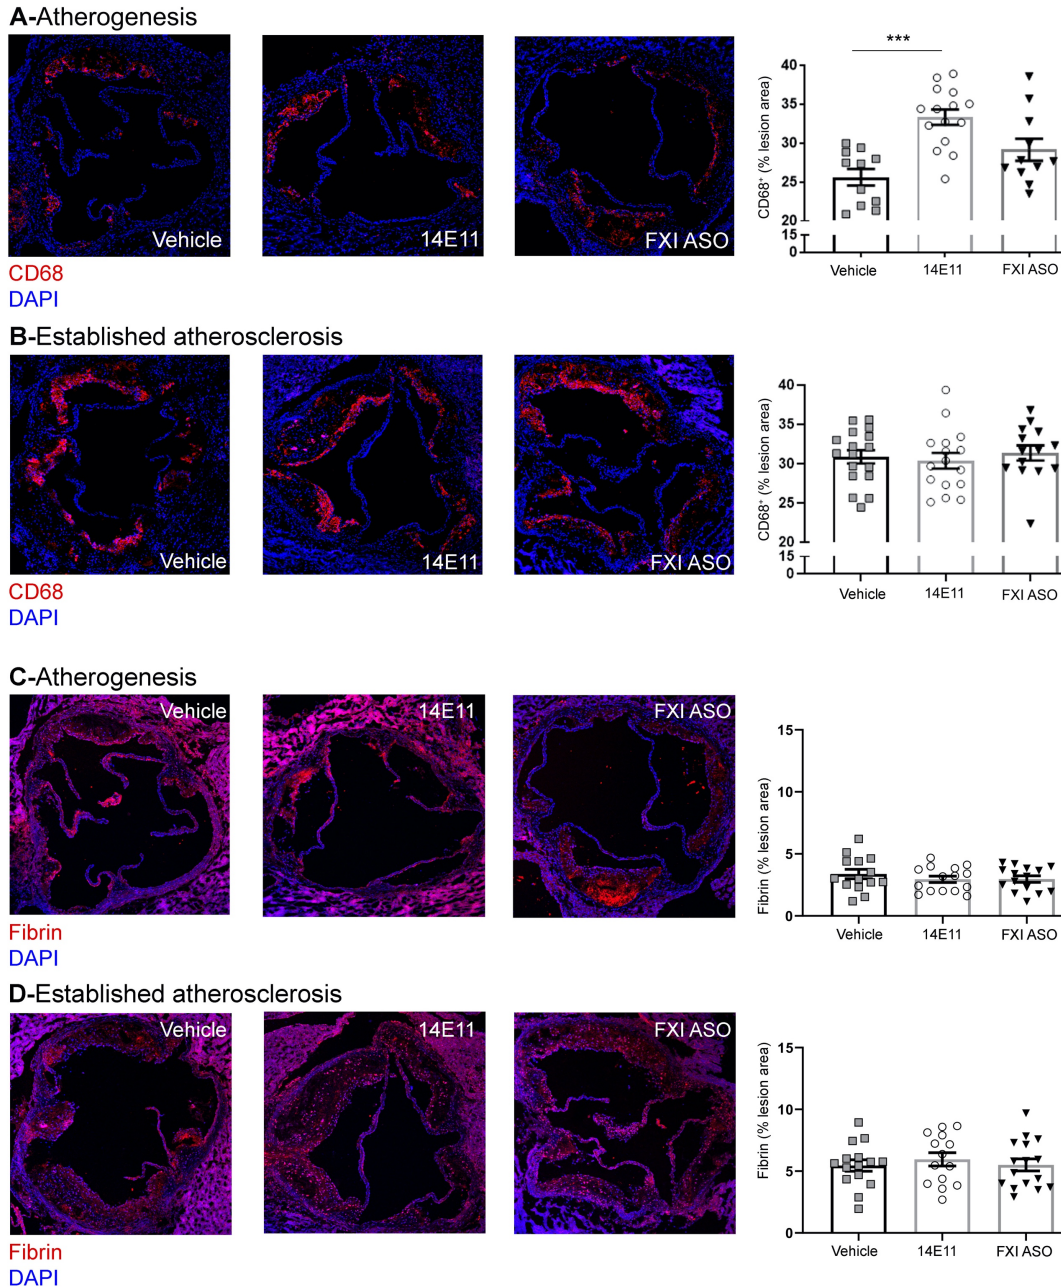 A-Atherogenesis
Vehicle
14E11
FXI ASO
CD68
DAPI
***
CD68⁺ (% lesion area)
40
35
30
25
20
15
0
Vehicle
14E11
FXI ASO
B-Established atherosclerosis
Vehicle
14E11
FXI ASO
CD68
DAPI
CD68⁺ (% lesion area)
40
35
30
25
20
15
0
Vehicle
14E11
FXI ASO
C-Atherogenesis
Vehicle
14E11
FXI ASO
Fibrin
DAPI
Fibrin (% lesion area)
15
10
5
0
Vehicle
14E11
FXI ASO
D-Established atherosclerosis
Vehicle
14E11
FXI ASO
Fibrin
DAPI
Fibrin (% lesion area)
15
10
5
0
Vehicle
14E11
FXI ASO